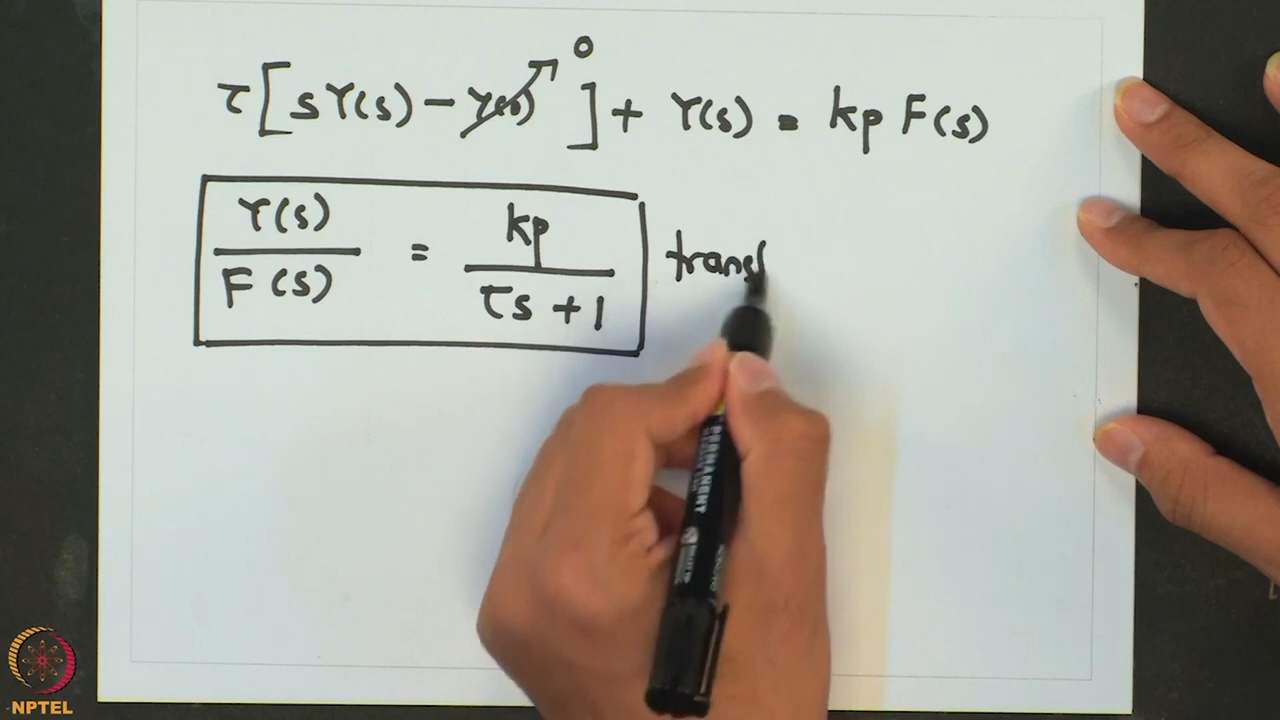 0
τ[sY(s) - y(0)] + Y(s) = kp F(s)
Y(s)/F(s) = kp/(τs + 1) transf
PERMANENT
NPTEL